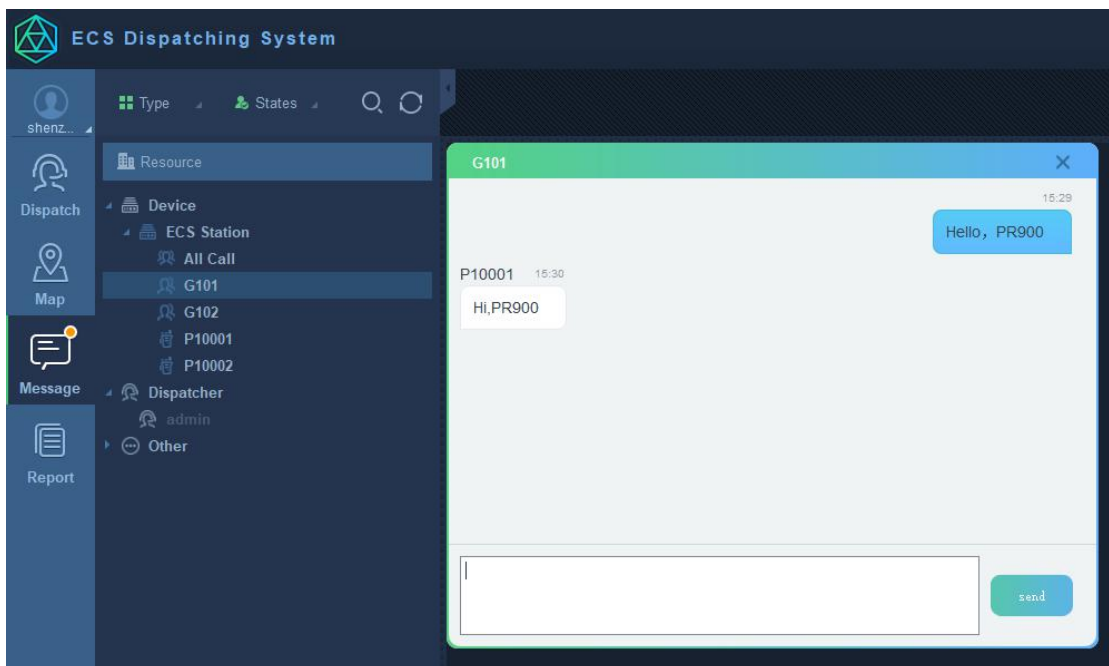 ECS Dispatching System
shenz...
Type
States
Dispatch
Map
Message
Report
Resource
Device
ECS Station
All Call
G101
G102
P10001
P10002
Dispatcher
admin
Other
G101
15:29
Hello，PR900
P10001 15:30
Hi,PR900
send